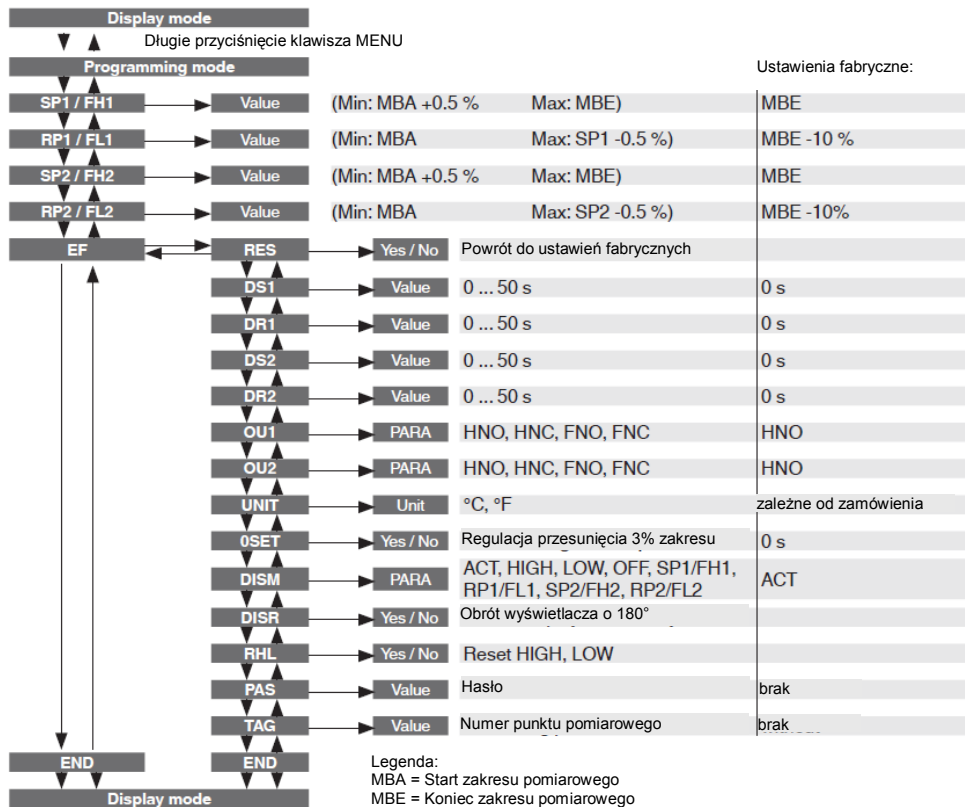 Display mode
Długie przyciśnięcie klawisza MENU
Programming mode
Ustawienia fabryczne:
SP1 / FH1 Value (Min: MBA +0.5 % Max: MBE) MBE
RP1 / FL1 Value (Min: MBA Max: SP1 -0.5 %) MBE -10 %
SP2 / FH2 Value (Min: MBA +0.5 % Max: MBE) MBE
RP2 / FL2 Value (Min: MBA Max: SP2 -0.5 %) MBE -10%
EF RES Yes / No Powrót do ustawień fabrycznych
DS1 Value 0 ... 50 s 0 s
DR1 Value 0 ... 50 s 0 s
DS2 Value 0 ... 50 s 0 s
DR2 Value 0 ... 50 s 0 s
OU1 PARA HNO, HNC, FNO, FNC HNO
OU2 PARA HNO, HNC, FNO, FNC HNO
UNIT Unit °C, °F zależne od zamówienia
0SET Yes / No Regulacja przesunięcia 3% zakresu 0 s
DISM PARA ACT, HIGH, LOW, OFF, SP1/FH1, ACT
RP1/FL1, SP2/FH2, RP2/FL2
DISR Yes / No Obrót wyświetlacza o 180°
RHL Yes / No Reset HIGH, LOW
PAS Value Hasło brak
TAG Value Numer punktu pomiarowego brak
END END
Display mode
Legenda:
MBA = Start zakresu pomiarowego
MBE = Koniec zakresu pomiarowego